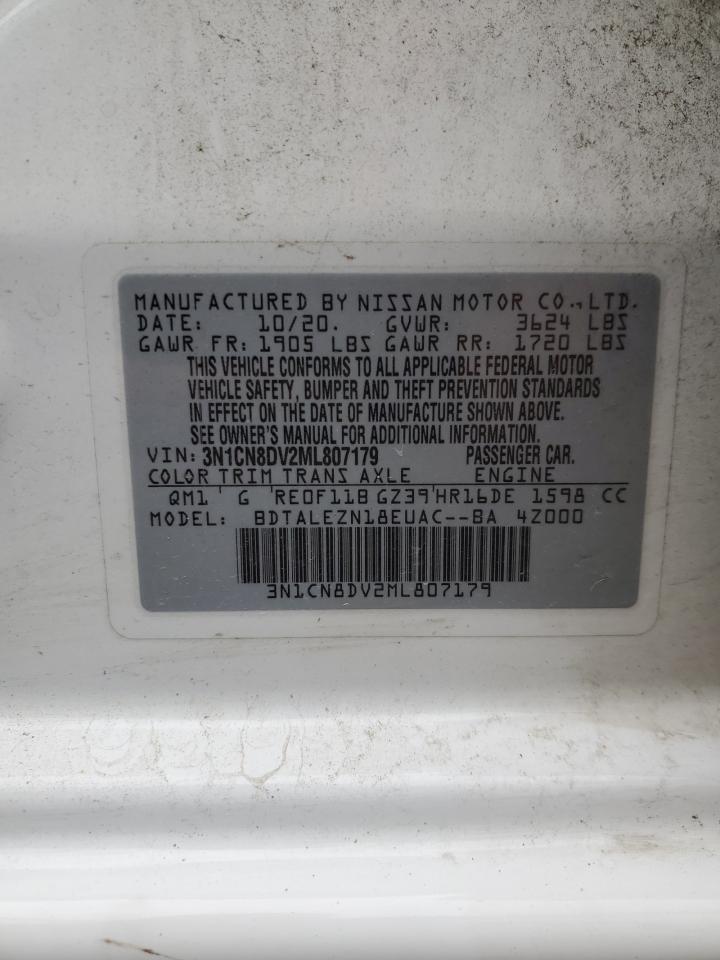 MANUFACTURED BY NISSAN MOTOR CO.,LTD.
DATE: 10/20. GVWR: 3624 LBS
GAWR FR: 1905 LBS GAWR RR: 1720 LBS
THIS VEHICLE CONFORMS TO ALL APPLICABLE FEDERAL MOTOR
VEHICLE SAFETY, BUMPER AND THEFT PREVENTION STANDARDS
IN EFFECT ON THE DATE OF MANUFACTURE SHOWN ABOVE.
SEE OWNER'S MANUAL FOR ADDITIONAL INFORMATION.
VIN: 3N1CN8DV2ML807179 PASSENGER CAR.
COLOR TRIM TRANS AXLE ENGINE
QM1 G RE0F11B GZ39 HR16DE 1598 CC
MODEL: BDTALEZN18EUAC--BA 4Z000
3N1CN8DV2ML807179